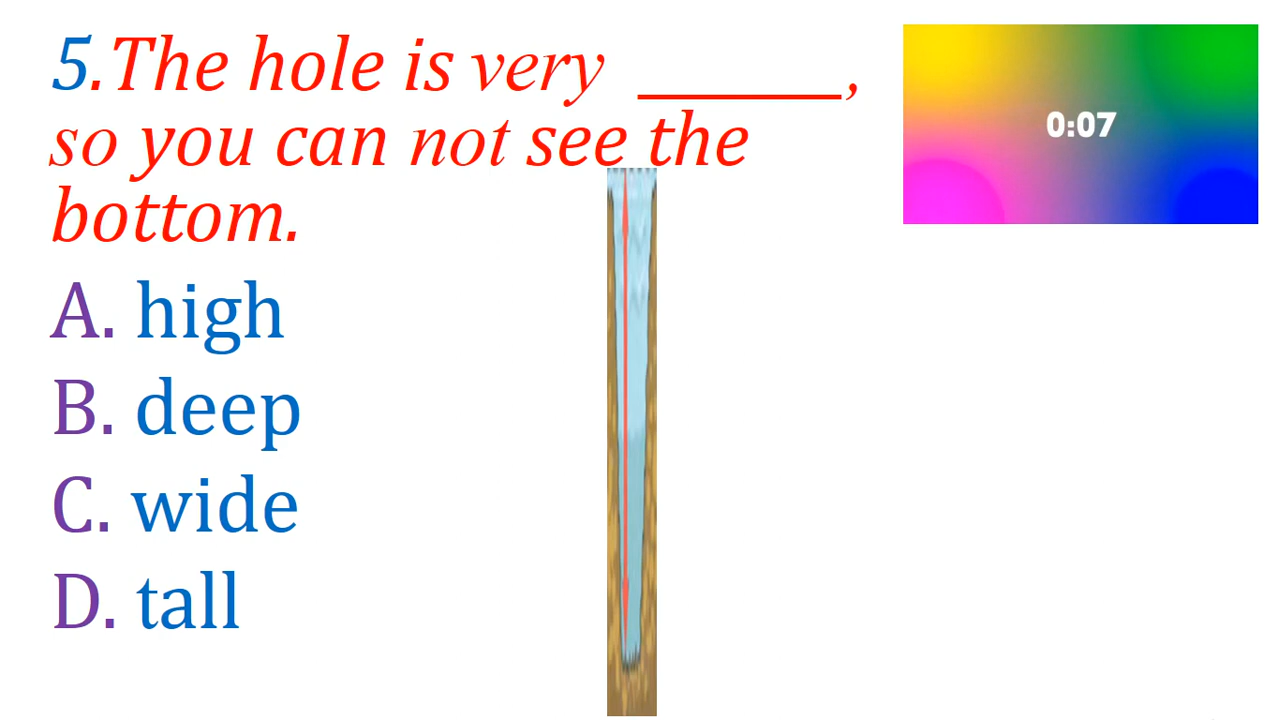 5.The hole is very ______,
so you can not see the
bottom.
A. high
B. deep
C. wide
D. tall
0:07